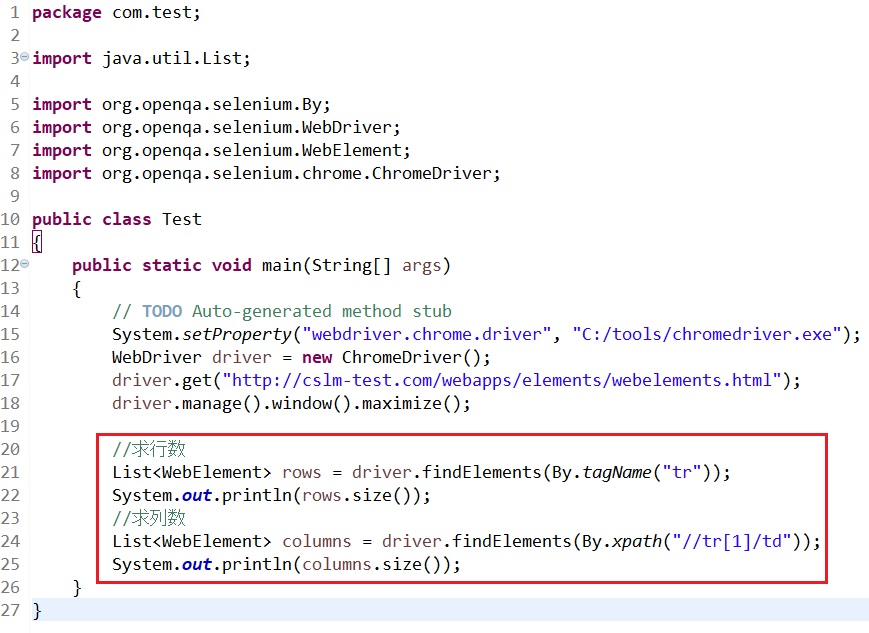 1 package com.test;
2
3 import java.util.List;
4
5 import org.openqa.selenium.By;
6 import org.openqa.selenium.WebDriver;
7 import org.openqa.selenium.WebElement;
8 import org.openqa.selenium.chrome.ChromeDriver;
9
10 public class Test
11 {
12     public static void main(String[] args)
13     {
14         // TODO Auto-generated method stub
15         System.setProperty("webdriver.chrome.driver", "C:/tools/chromedriver.exe");
16         WebDriver driver = new ChromeDriver();
17         driver.get("http://cslm-test.com/webapps/elements/webelements.html");
18         driver.manage().window().maximize();
19
20         //求行数
21         List<WebElement> rows = driver.findElements(By.tagName("tr"));
22         System.out.println(rows.size());
23         //求列数
24         List<WebElement> columns = driver.findElements(By.xpath("//tr[1]/td"));
25         System.out.println(columns.size());
26     }
27 }